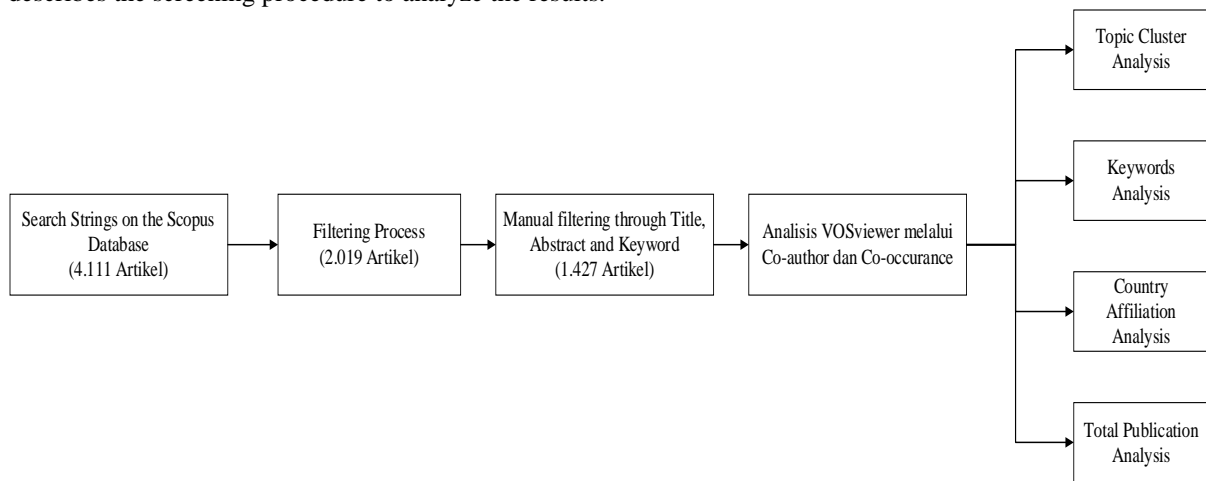 describes the screening procedure to analyze the results.
Topic Cluster
Analysis
Keywords
Analysis
Search Strings on the Scopus
Database
(4.111 Artikel)
Filtering Process
(2.019 Artikel)
Manual filtering through Title,
Abstract and Keyword
(1.427 Artikel)
Analisis VOSviewer melalui
Co-author dan Co-occurance
Country
Affiliation
Analysis
Total Publication
Analysis